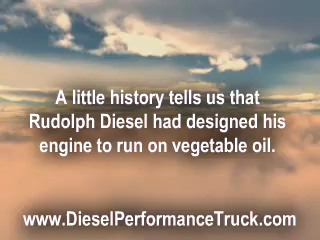 A little history tells us that
Rudolph Diesel had designed his
engine to run on vegetable oil.
www.DieselPerformanceTruck.com